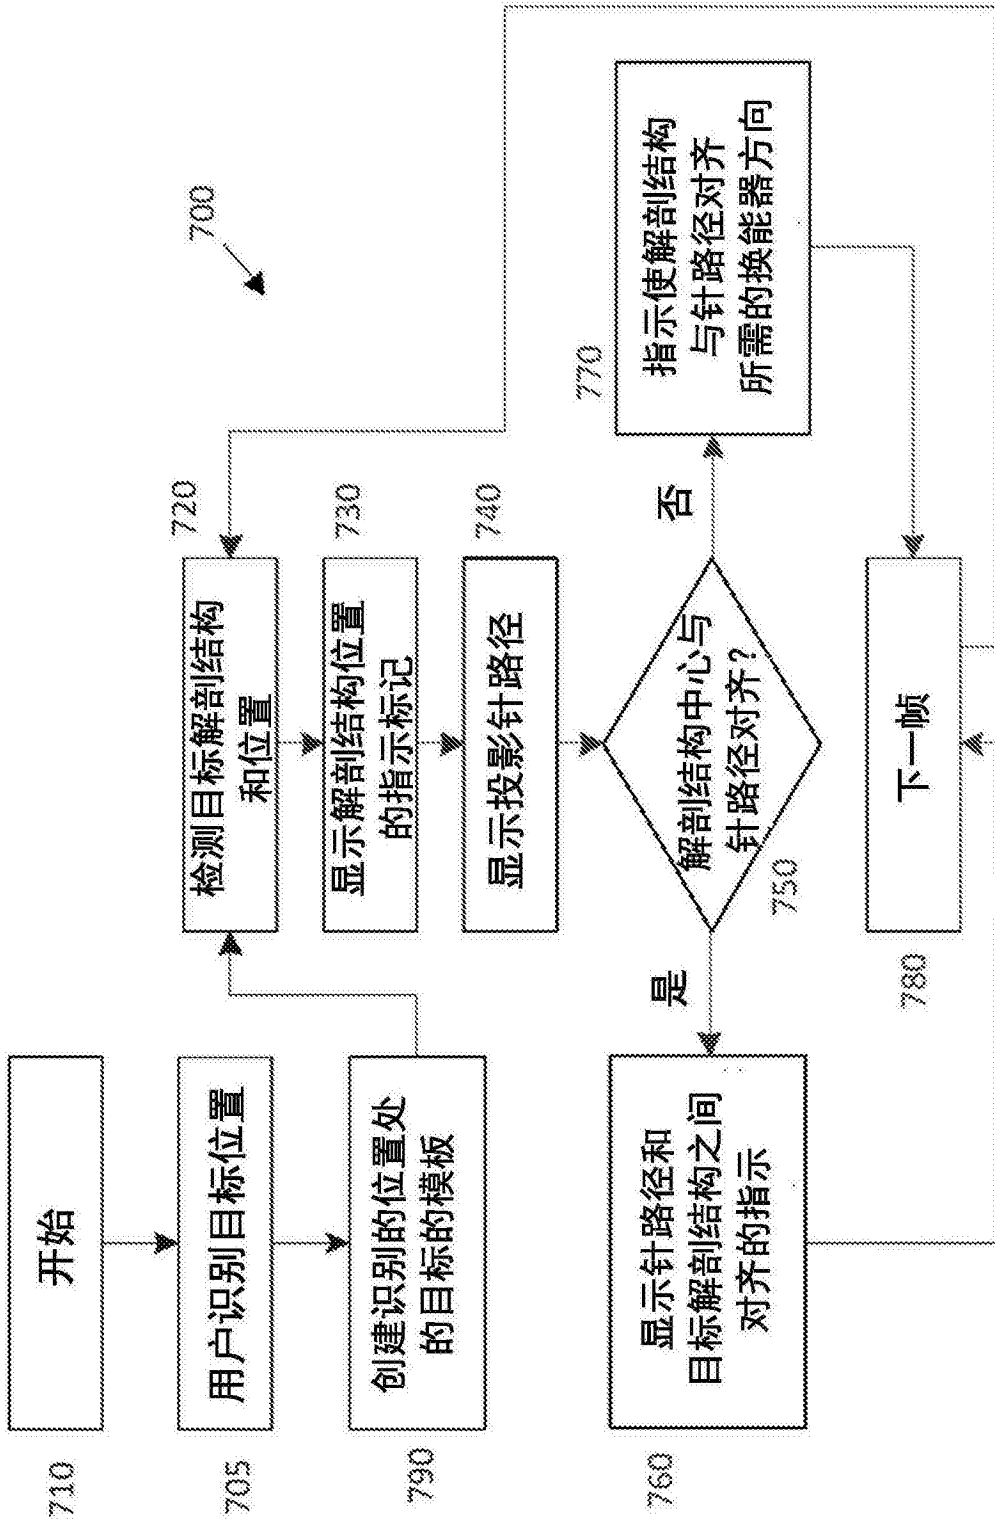 700
710
开始
705
用户识别目标位置
790
创建识别的位置处
的目标的模板
720
检测目标解剖结构
和位置
730
显示解剖结构位置
的指示标记
740
显示投影针路径
750
解剖结构中心与
针路径对齐?
是
否
760
显示针路径和
目标解剖结构之间
对齐的指示
770
指示使解剖结构
与针路径对齐
所需的换能器方向
780
下一帧